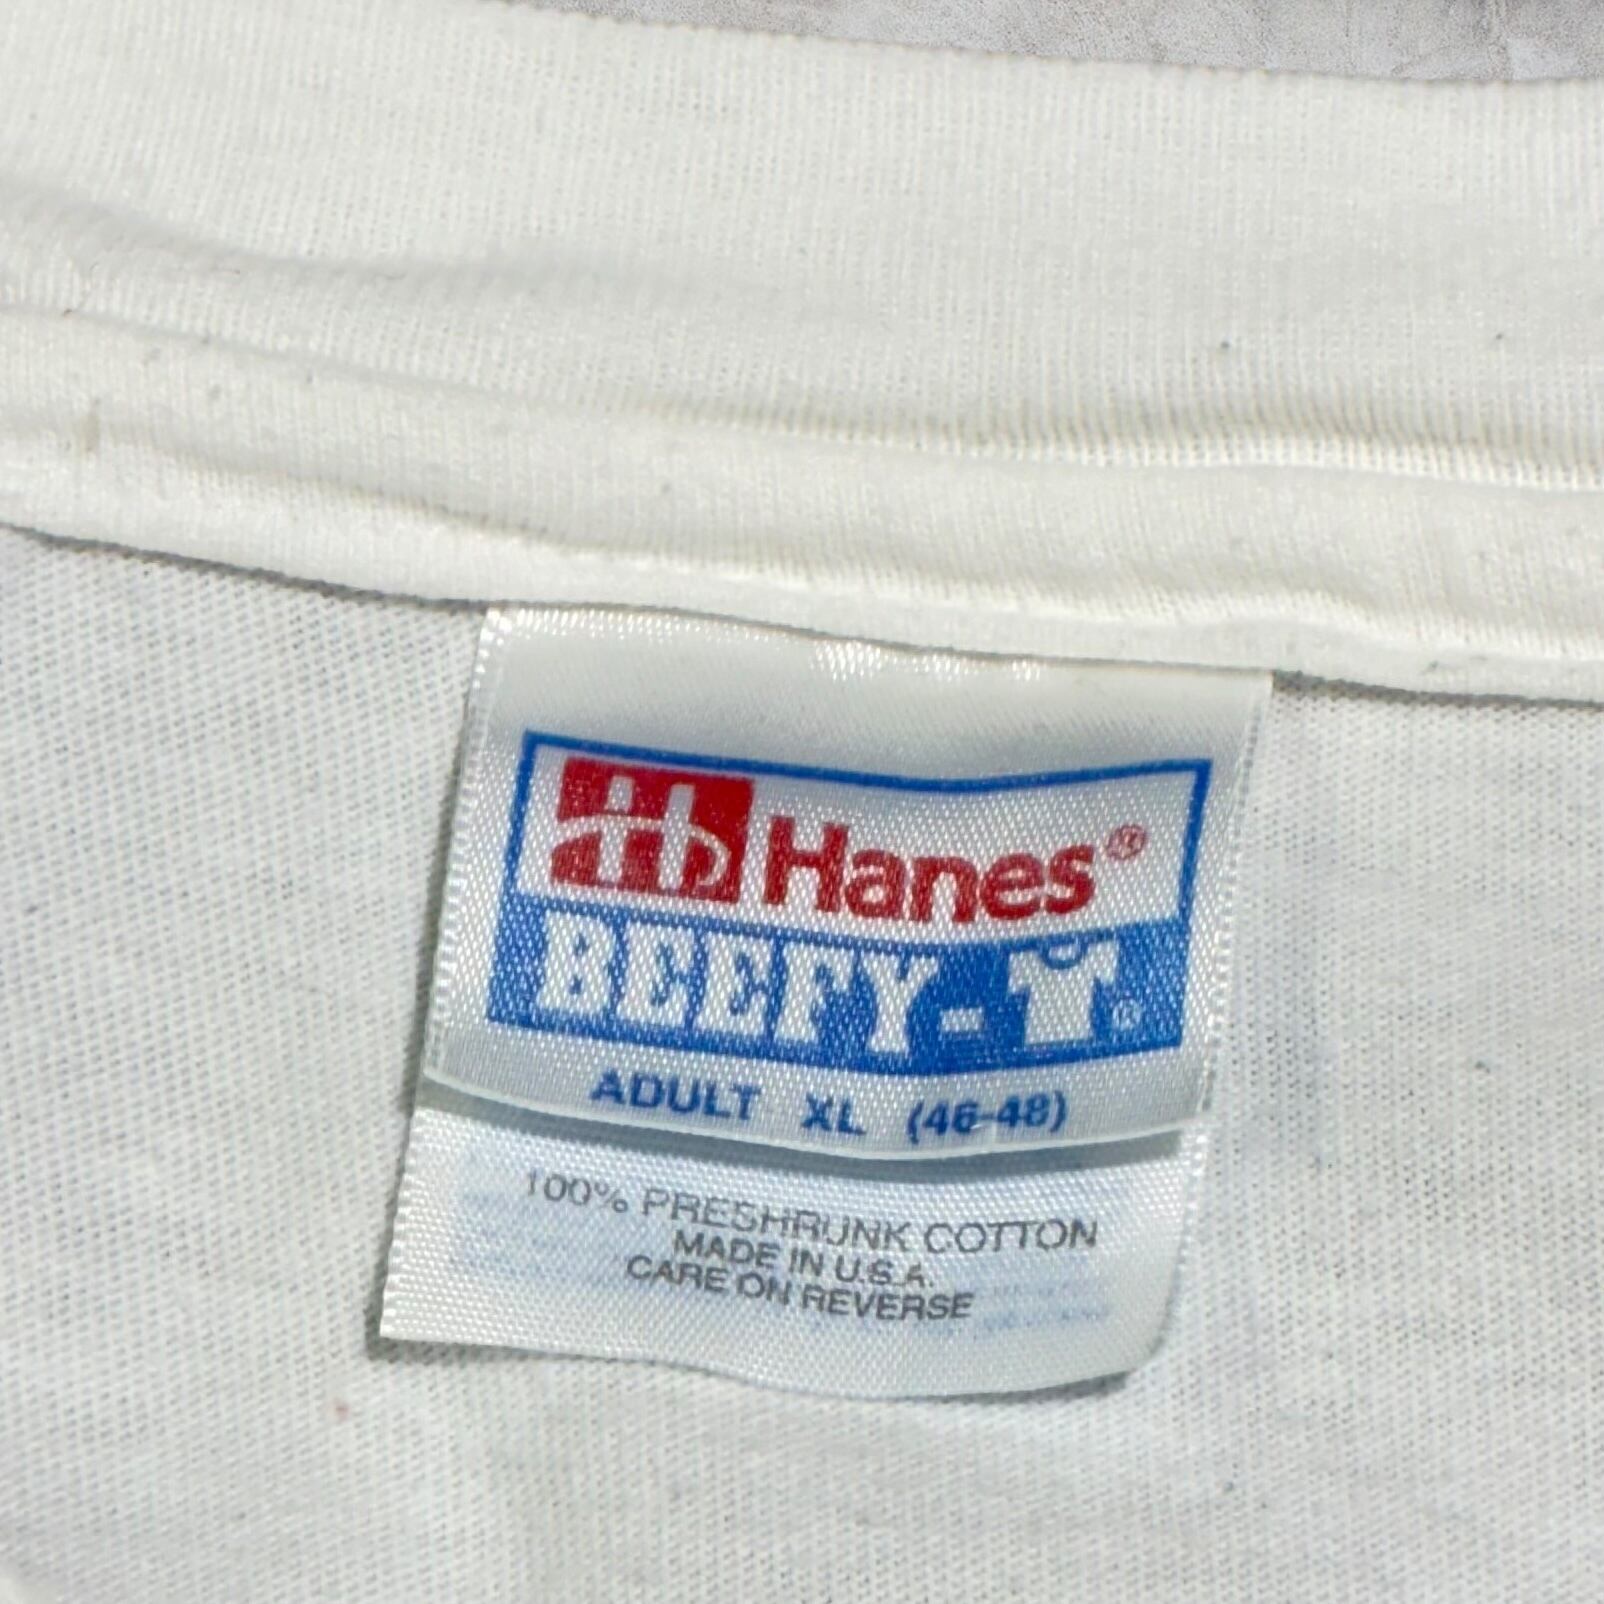 Hanes®
BEEFY-T®
ADULT XL (46-48)
100% PRESHRUNK COTTON
MADE IN U.S.A.
CARE ON REVERSE